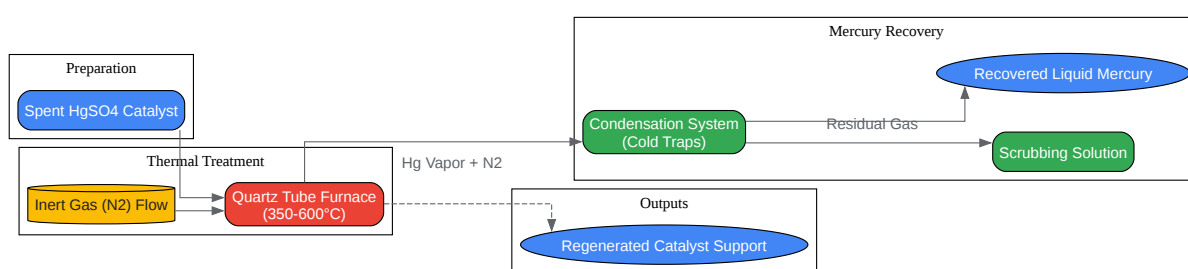 Mercury Recovery
Preparation
Recovered Liquid Mercury
Spent HgSO4 Catalyst
Condensation System
(Cold Traps)
Residual Gas
Scrubbing Solution
Thermal Treatment
Hg Vapor + N2
Inert Gas (N2) Flow
Quartz Tube Furnace
(350-600°C)
Outputs
Regenerated Catalyst Support